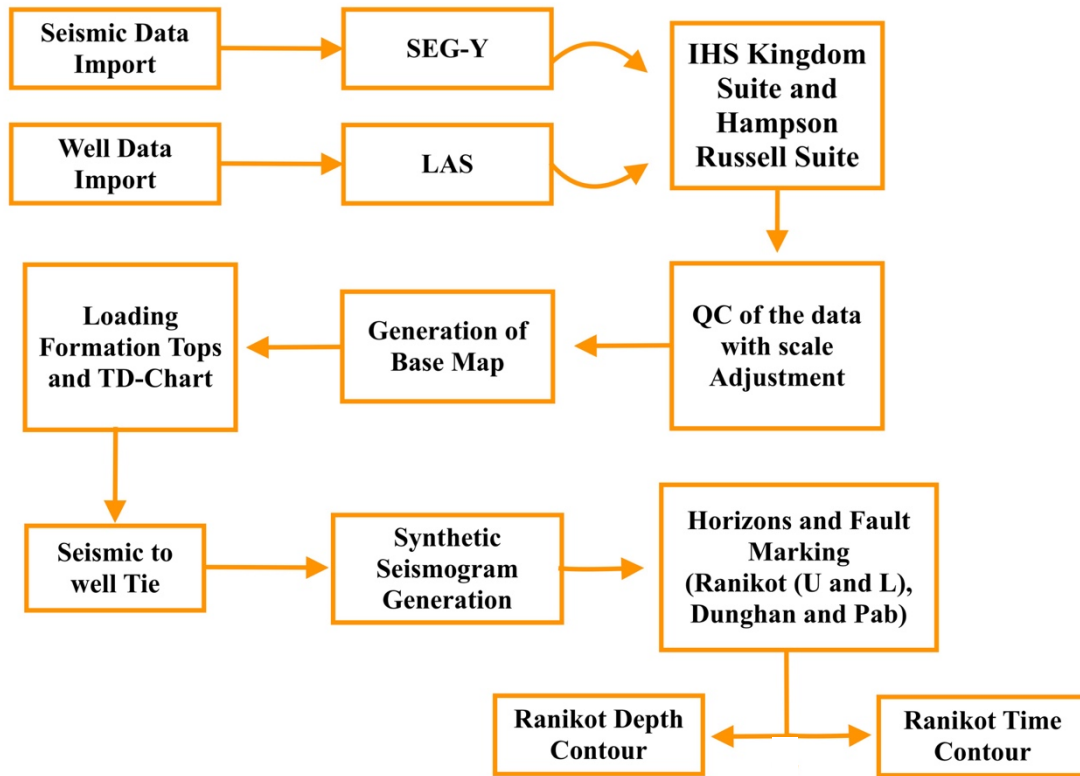 Seismic Data
Import
SEG-Y
IHS Kingdom
Suite and
Hampson
Russell Suite
Well Data
Import
LAS
Loading
Formation Tops
and TD-Chart
Generation of
Base Map
QC of the data
with scale
Adjustment
Seismic to
well Tie
Synthetic
Seismogram
Generation
Horizons and Fault
Marking
(Ranikot (U and L),
Dunghan and Pab)
Ranikot Depth
Contour
Ranikot Time
Contour